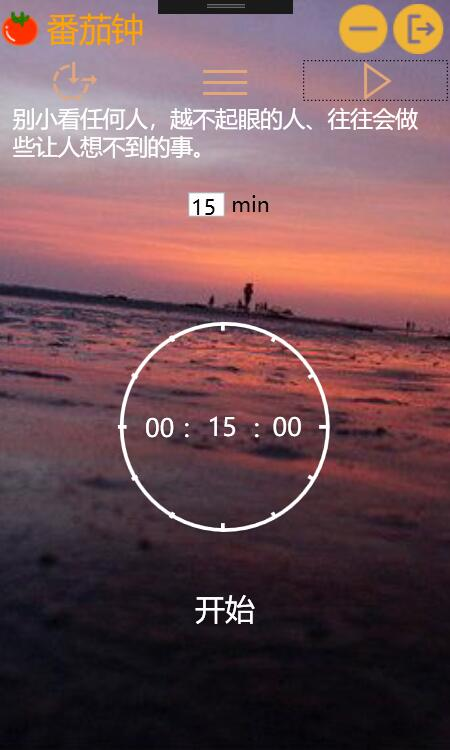 番茄钟
别小看任何人，越不起眼的人、往往会做
些让人想不到的事。
15 min
00 : 15 : 00
开始